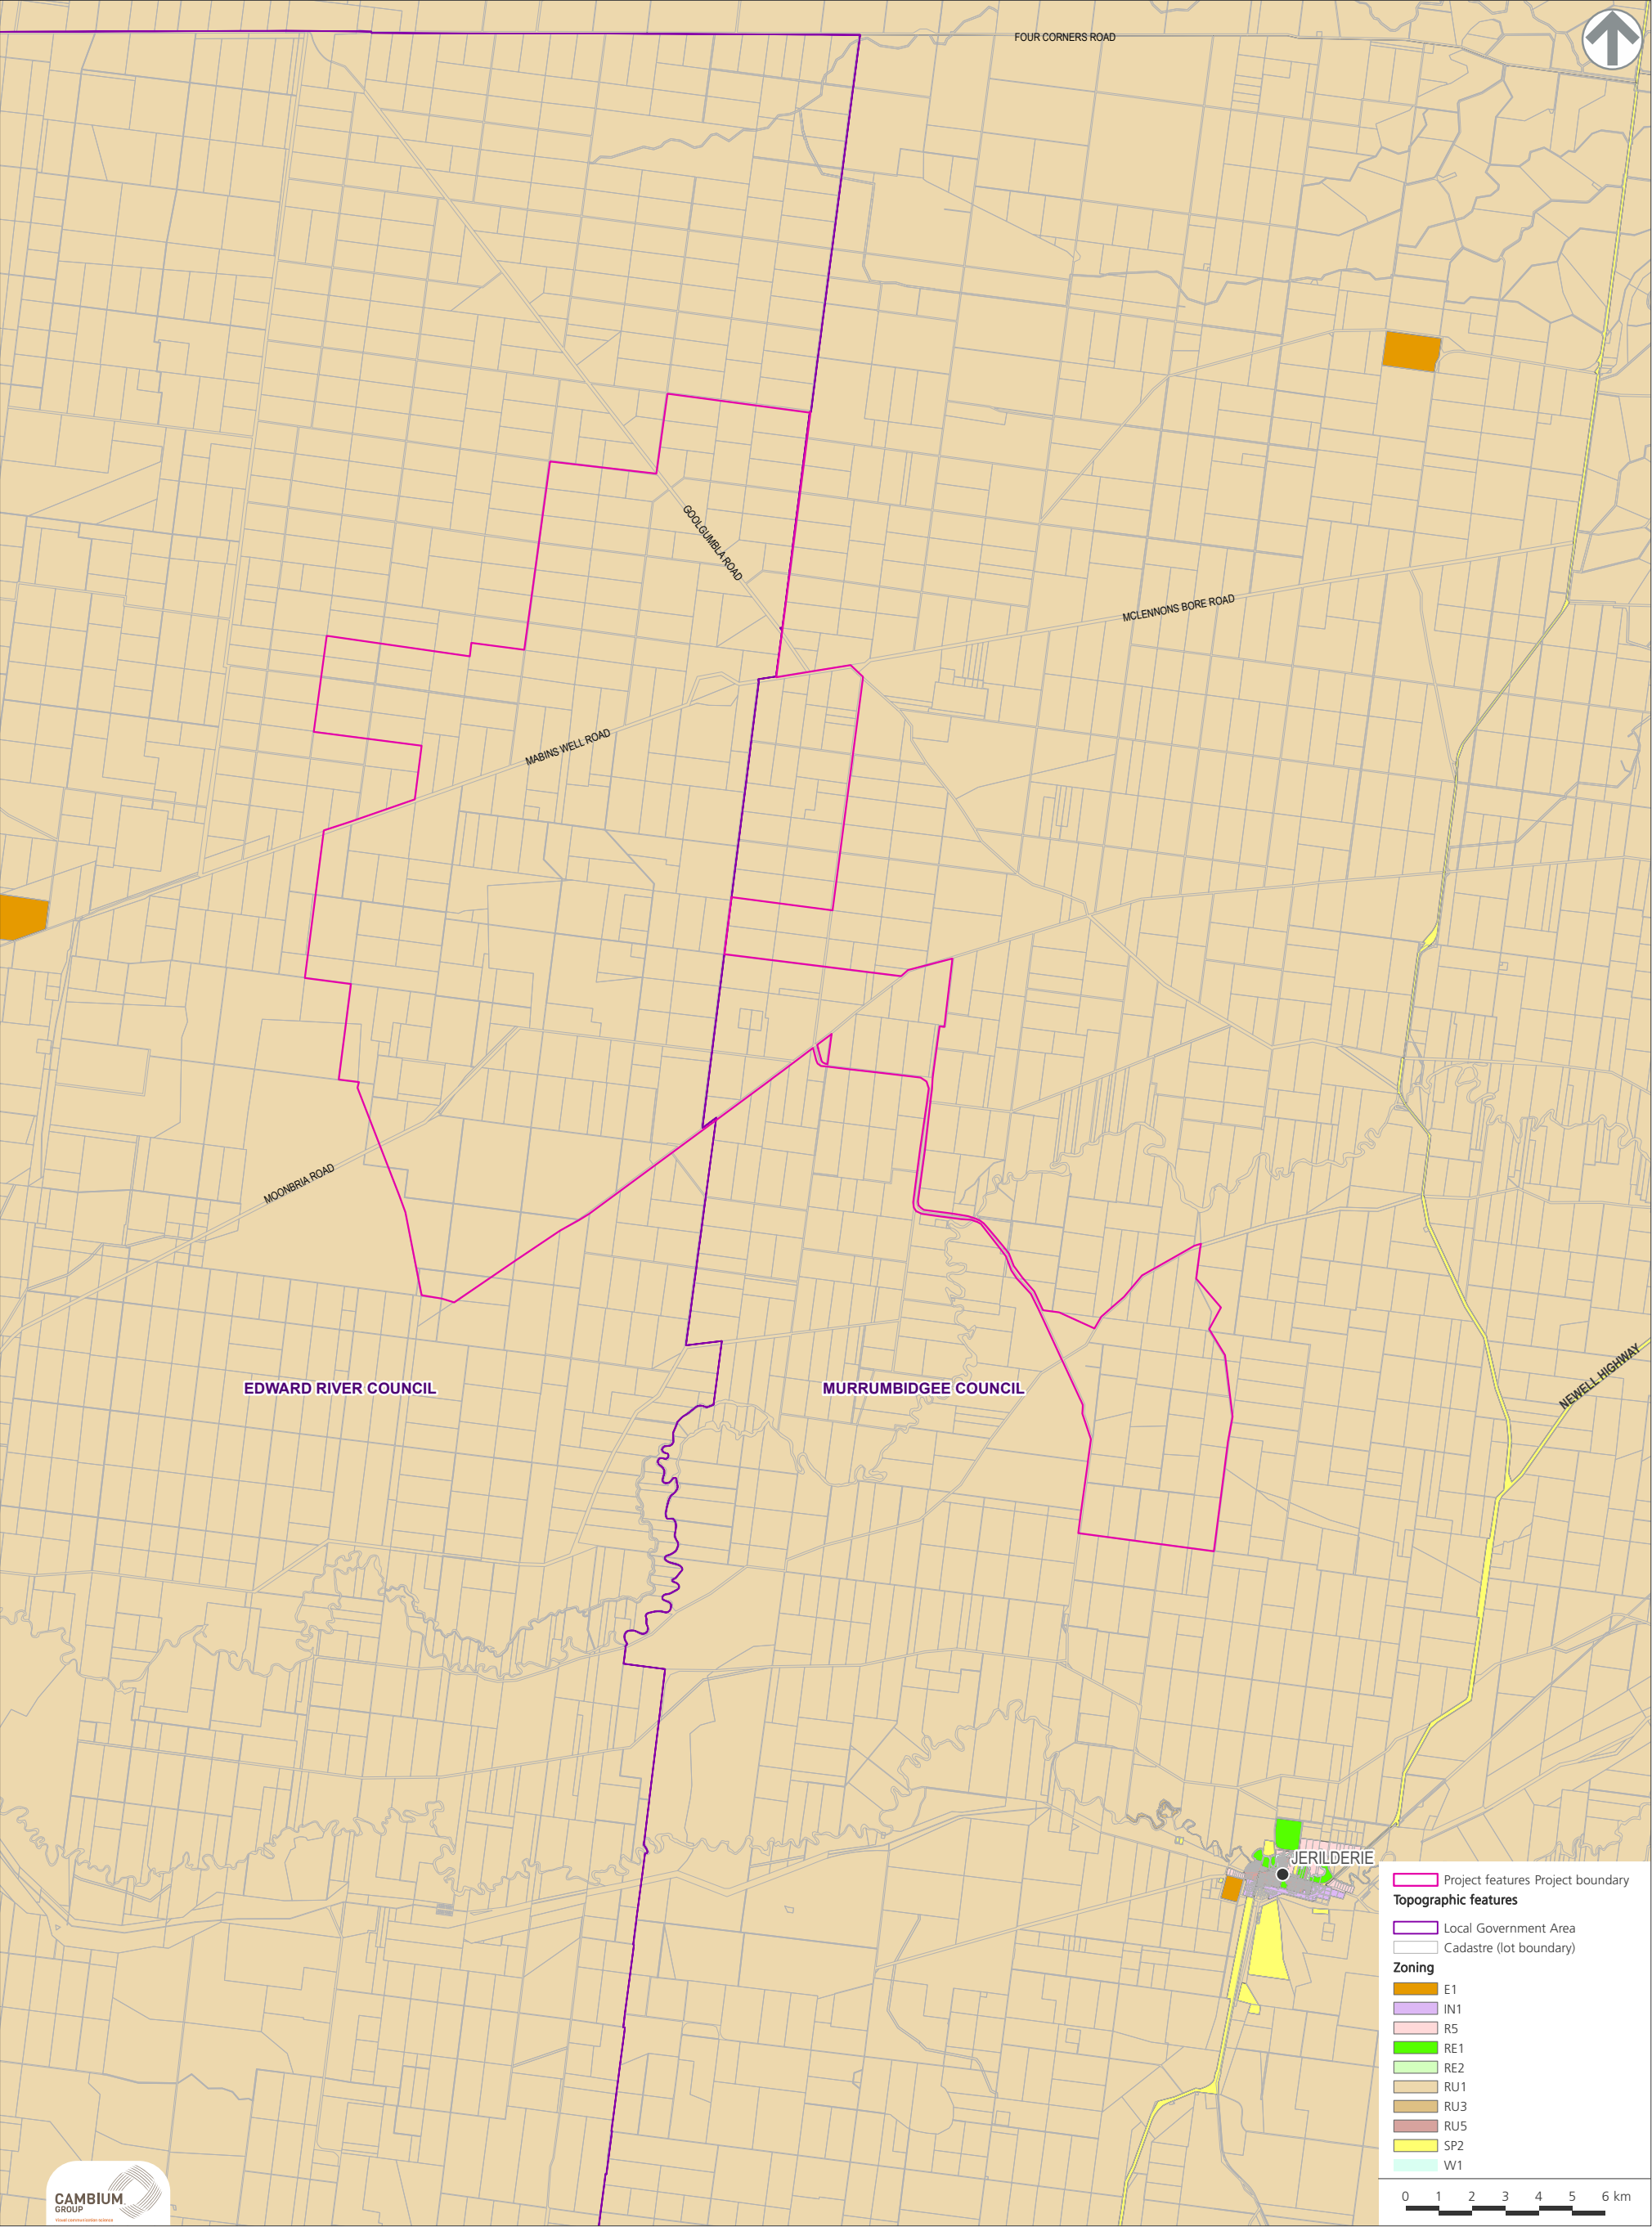 FOUR CORNERS ROAD
GOOLGUMBLA ROAD
MCLENNONS BORE ROAD
MABINS WELL ROAD
MOONBRIA ROAD
NEWELL HIGHWAY
EDWARD RIVER COUNCIL
MURRUMBIDGEE COUNCIL
JERILDERIE
Project features Project boundary
Topographic features
Local Government Area
Cadastre (lot boundary)
Zoning
E1
IN1
R5
RE1
RE2
RU1
RU3
RU5
SP2
W1
0 1 2 3 4 5 6 km
CAMBIUM
GROUP